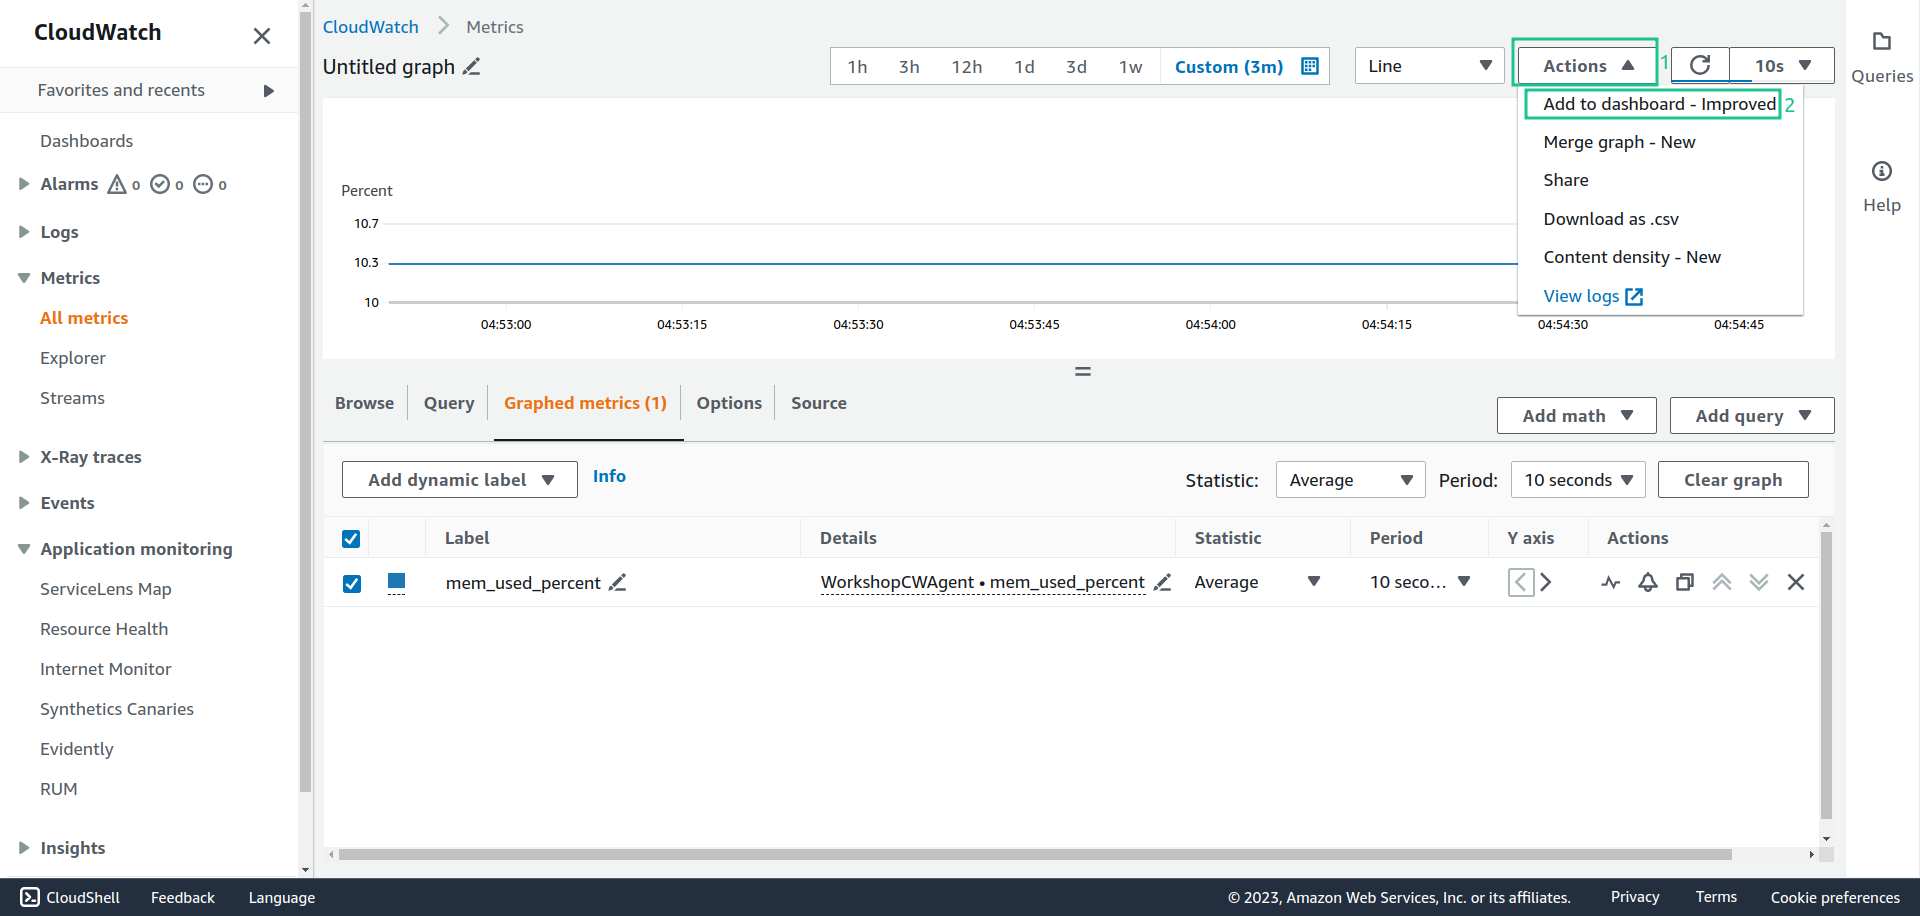 CloudWatch
Favorites and recents
Dashboards
Alarms 0 0 0
Logs
Metrics
All metrics
Explorer
Streams
X-Ray traces
Events
Application monitoring
ServiceLens Map
Resource Health
Internet Monitor
Synthetics Canaries
Evidently
RUM
Insights
CloudWatch Metrics
Untitled graph
1h 3h 12h 1d 3d 1w Custom (3m)
Line
Actions 1
10s
Add to dashboard - Improved 2
Merge graph - New
Share
Download as .csv
Content density - New
View logs
Percent
10.7
10.3
10
04:53:00 04:53:15 04:53:30 04:53:45 04:54:00 04:54:15 04:54:30 04:54:45
Browse Query Graphed metrics (1) Options Source
Add math Add query
Add dynamic label Info
Statistic: Average Period: 10 seconds Clear graph
Label Details Statistic Period Y axis Actions
mem_used_percent WorkshopCWAgent • mem_used_percent Average 10 seco...
Queries
Help
CloudShell Feedback Language © 2023, Amazon Web Services, Inc. or its affiliates. Privacy Terms Cookie preferences